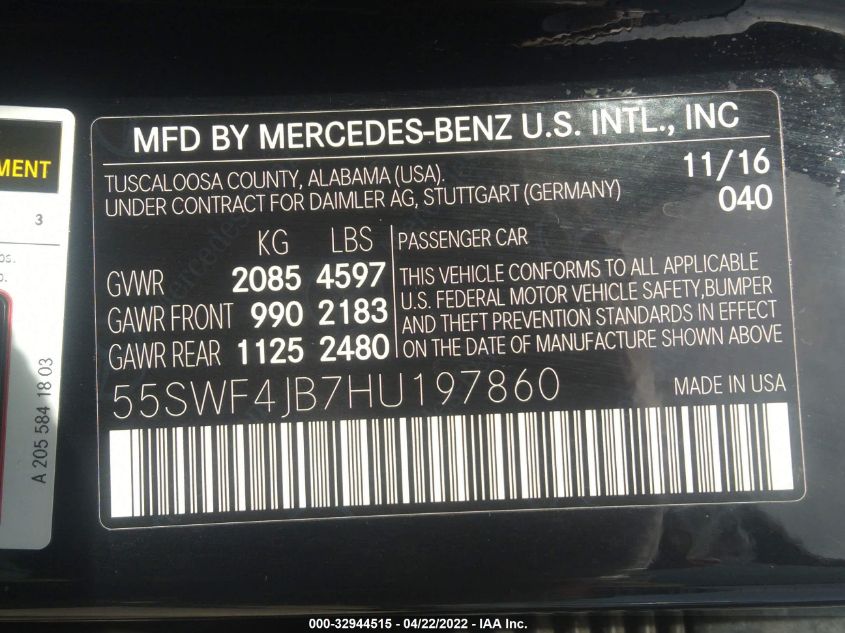 MFD BY MERCEDES-BENZ U.S. INTL., INC
TUSCALOOSA COUNTY, ALABAMA (USA). 11/16
UNDER CONTRACT FOR DAIMLER AG, STUTTGART (GERMANY) 040
KG LBS PASSENGER CAR
GVWR 2085 4597
GAWR FRONT 990 2183
GAWR REAR 1125 2480
THIS VEHICLE CONFORMS TO ALL APPLICABLE
U.S. FEDERAL MOTOR VEHICLE SAFETY,BUMPER
AND THEFT PREVENTION STANDARDS IN EFFECT
ON THE DATE OF MANUFACTURE SHOWN ABOVE
55SWF4JB7HU197860 MADE IN USA
3
A 205 584 18 03
000-32944515 - 04/22/2022 - IAA Inc.